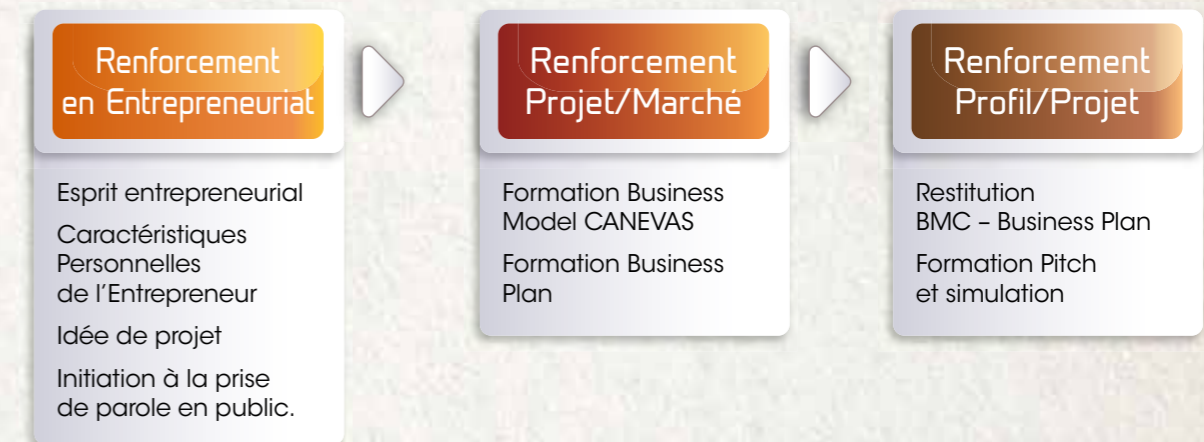 Renforcement
en Entrepreneuriat
Esprit entrepreneurial
Caractéristiques
Personnelles
de l'Entrepreneur
Idée de projet
Initiation à la prise
de parole en public.
Renforcement
Projet/Marché
Formation Business
Model CANEVAS
Formation Business
Plan
Renforcement
Profil/Projet
Restitution
BMC – Business Plan
Formation Pitch
et simulation